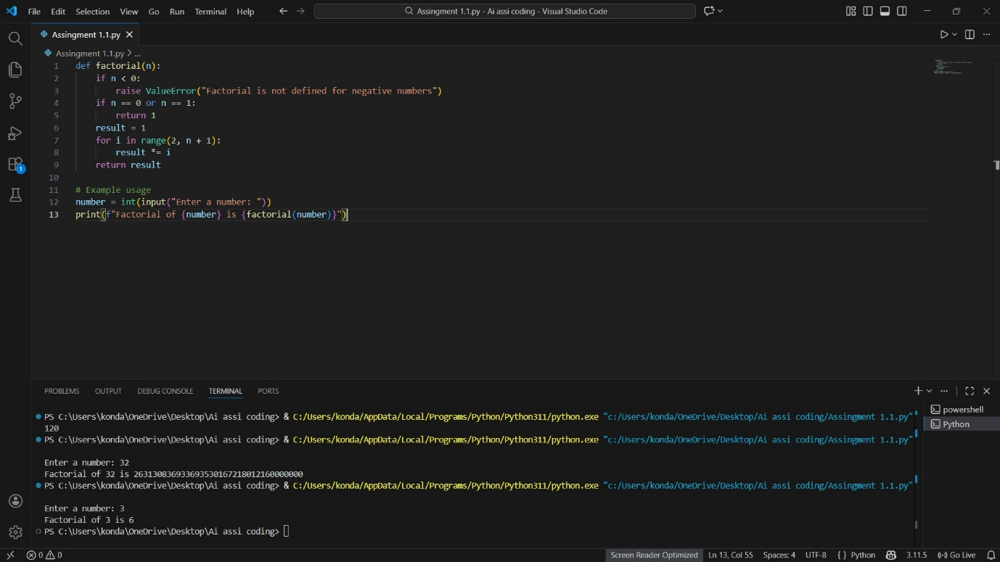 File Edit Selection View Go Run Terminal Help
Assingment 1.1.py - Ai assi coding - Visual Studio Code
Assingment 1.1.py
Assingment 1.1.py > ...
1 def factorial(n):
2 if n < 0:
3 raise ValueError("Factorial is not defined for negative numbers")
4 if n == 0 or n == 1:
5 return 1
6 result = 1
7 for i in range(2, n + 1):
8 result *= i
9 return result
10
11 # Example usage
12 number = int(input("Enter a number: "))
13 print(f"Factorial of {number} is {factorial(number)}")
1
PROBLEMS OUTPUT DEBUG CONSOLE TERMINAL PORTS
PS C:\Users\konda\OneDrive\Desktop\Ai assi coding> & C:/Users/konda/AppData/Local/Programs/Python/Python311/python.exe "c:/Users/konda/OneDrive/Desktop/Ai assi coding/Assingment 1.1.py"
120
PS C:\Users\konda\OneDrive\Desktop\Ai assi coding> & C:/Users/konda/AppData/Local/Programs/Python/Python311/python.exe "c:/Users/konda/OneDrive/Desktop/Ai assi coding/Assingment 1.1.py"
Enter a number: 32
Factorial of 32 is 263130836933693530167218012160000000
PS C:\Users\konda\OneDrive\Desktop\Ai assi coding> & C:/Users/konda/AppData/Local/Programs/Python/Python311/python.exe "c:/Users/konda/OneDrive/Desktop/Ai assi coding/Assingment 1.1.py"
Enter a number: 3
Factorial of 3 is 6
PS C:\Users\konda\OneDrive\Desktop\Ai assi coding>
powershell
Python
0 0 Screen Reader Optimized Ln 13, Col 55 Spaces: 4 UTF-8 { } Python 3.11.5 Go Live